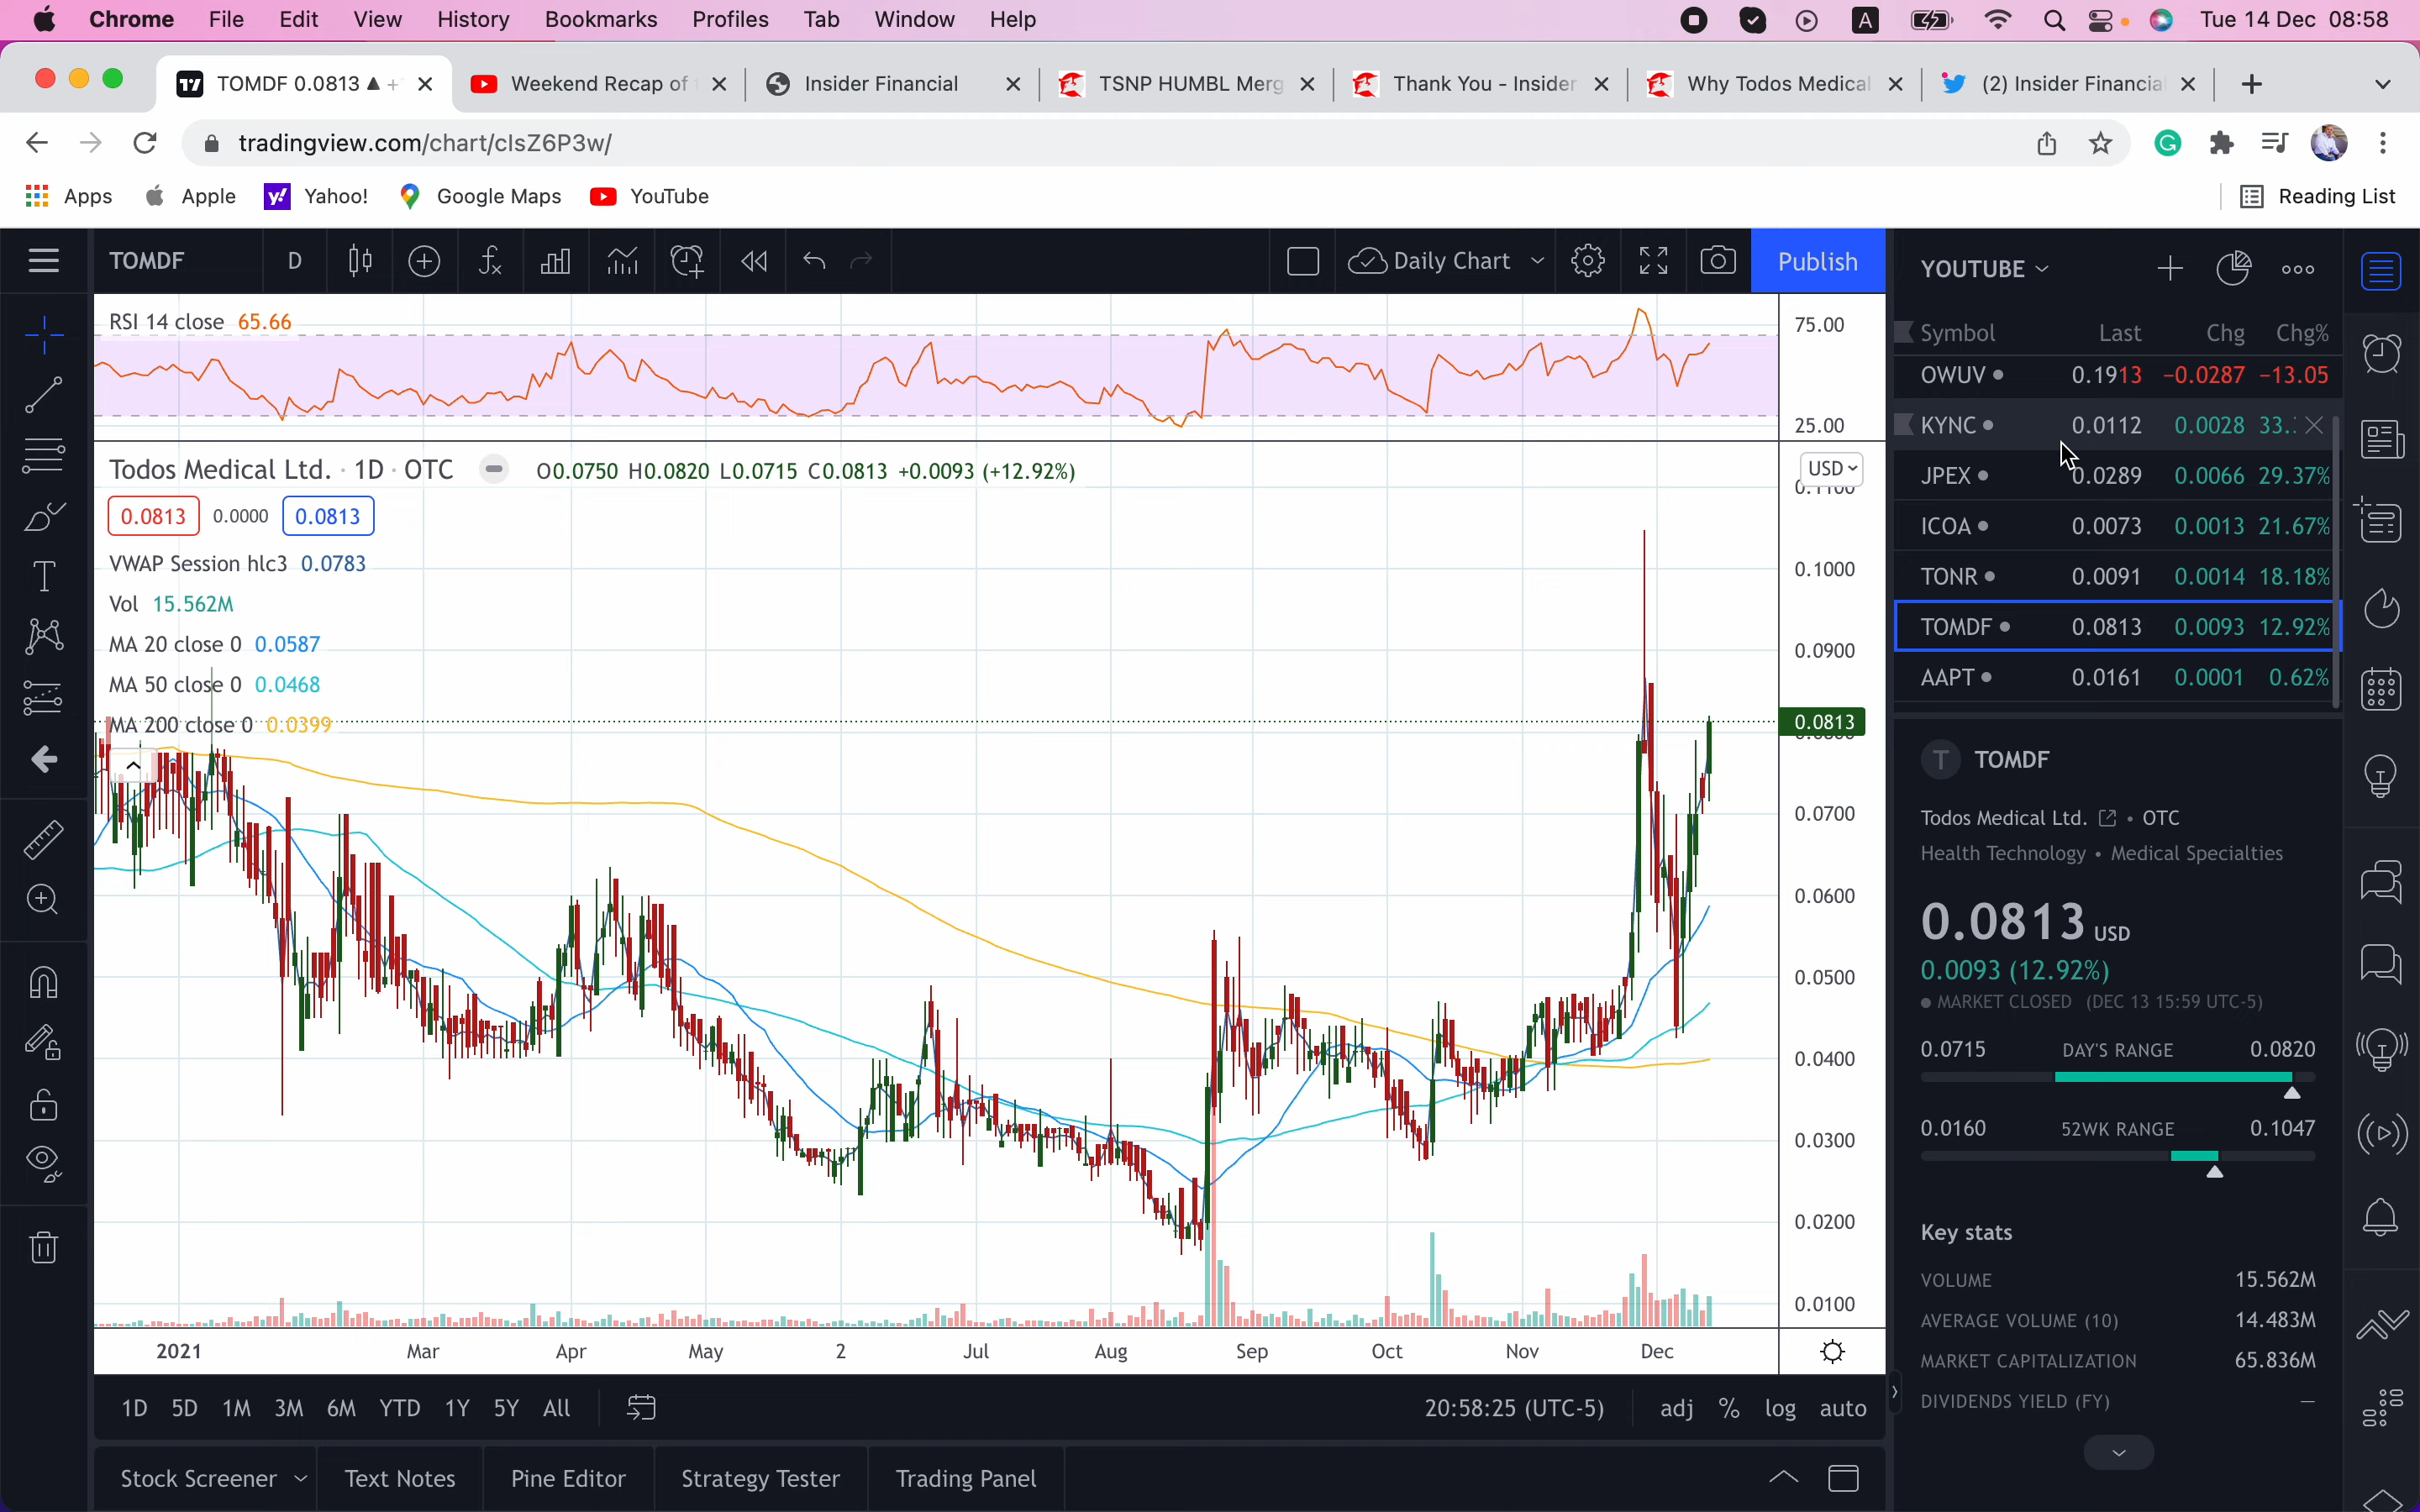 Chrome File Edit View History Bookmarks Profiles Tab Window Help A Tue 14 Dec 08:58
TOMDF 0.0813 ▲ + Weekend Recap of Insider Financial TSNP HUMBL Merg Thank You - Insider Why Todos Medical (2) Insider Financial
tradingview.com/chart/clsZ6P3w/
Apps Apple Yahoo! Google Maps YouTube Reading List
TOMDF D Daily Chart Publish YOUTUBE
RSI 14 close 65.66
75.00
25.00
Symbol Last Chg Chg%
OWUV 0.1913 −0.0287 −13.05
KYNC 0.0112 0.0028 33.
JPEX 0.0289 0.0066 29.37%
ICOA 0.0073 0.0013 21.67%
TONR 0.0091 0.0014 18.18%
TOMDF 0.0813 0.0093 12.92%
AAPT 0.0161 0.0001 0.62%
Todos Medical Ltd. · 1D · OTC O0.0750 H0.0820 L0.0715 C0.0813 +0.0093 (+12.92%)
USD
0.0813 0.0000 0.0813
VWAP Session hlc3 0.0783
Vol 15.562M
MA 20 close 0 0.0587
MA 50 close 0 0.0468
MA 200 close 0 0.0399
0.1100
0.1000
0.0900
0.0813
0.0800
0.0700
0.0600
0.0500
0.0400
0.0300
0.0200
0.0100
2021 Mar Apr May 2 Jul Aug Sep Oct Nov Dec
T TOMDF
Todos Medical Ltd. • OTC
Health Technology • Medical Specialties
0.0813 USD
0.0093 (12.92%)
MARKET CLOSED (DEC 13 15:59 UTC-5)
0.0715 DAY'S RANGE 0.0820
0.0160 52WK RANGE 0.1047
Key stats
VOLUME 15.562M
AVERAGE VOLUME (10) 14.483M
MARKET CAPITALIZATION 65.836M
DIVIDENDS YIELD (FY) —
1D 5D 1M 3M 6M YTD 1Y 5Y All 20:58:25 (UTC-5) adj % log auto
Stock Screener Text Notes Pine Editor Strategy Tester Trading Panel